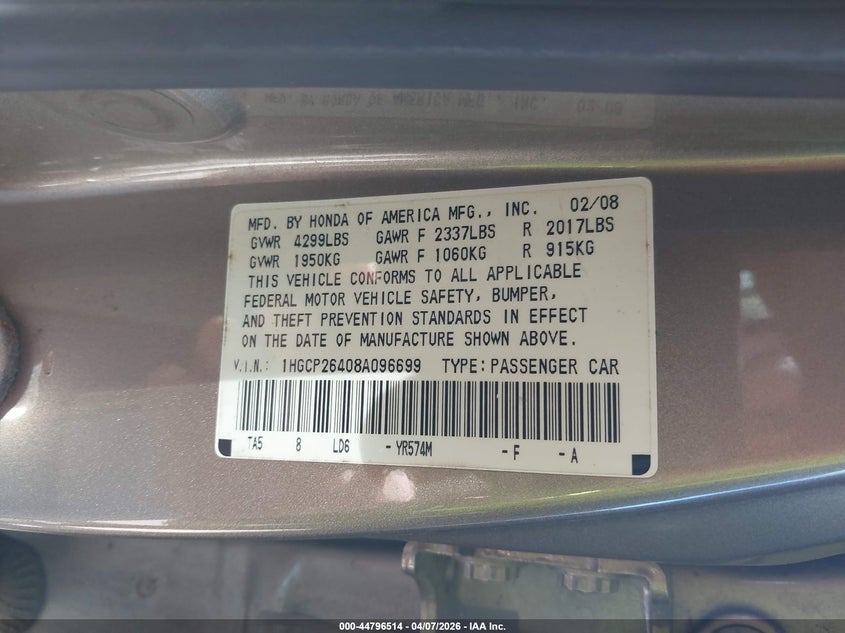 MFD. BY HONDA OF AMERICA MFG., INC. 02/08
GVWR 4299LBS GAWR F 2337LBS R 2017LBS
GVWR 1950KG GAWR F 1060KG R 915KG
THIS VEHICLE CONFORMS TO ALL APPLICABLE
FEDERAL MOTOR VEHICLE SAFETY, BUMPER,
AND THEFT PREVENTION STANDARDS IN EFFECT
ON THE DATE OF MANUFACTURE SHOWN ABOVE.
V.I.N.: 1HGCP26408A096699 TYPE: PASSENGER CAR
TA5 8 LD6 -YR574M -F -A
000-44796514 - 04/07/2026 - IAA Inc.